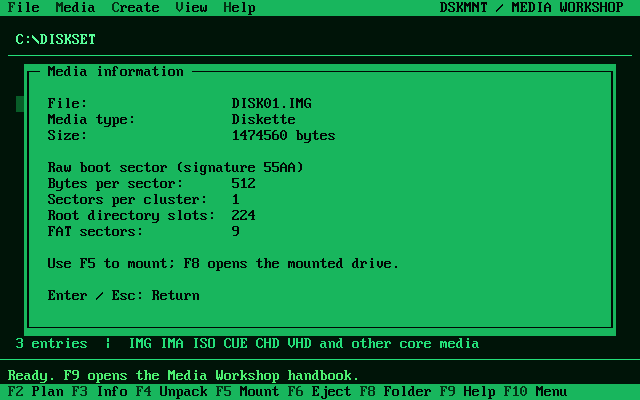 File  Media  Create  View  Help  DSKMNT / MEDIA WORKSHOP
C:\DISKSET
Media information
File:  DISK01.IMG
Media type:  Diskette
Size:  1474560 bytes
Raw boot sector (signature 55AA)
Bytes per sector:  512
Sectors per cluster:  1
Root directory slots:  224
FAT sectors:  9
Use F5 to mount; F8 opens the mounted drive.
Enter / Esc: Return
3 entries  ¦  IMG IMA ISO CUE CHD VHD and other core media
Ready. F9 opens the Media Workshop handbook.
F2 Plan F3 Info F4 Unpack F5 Mount F6 Eject F8 Folder F9 Help F10 Menu